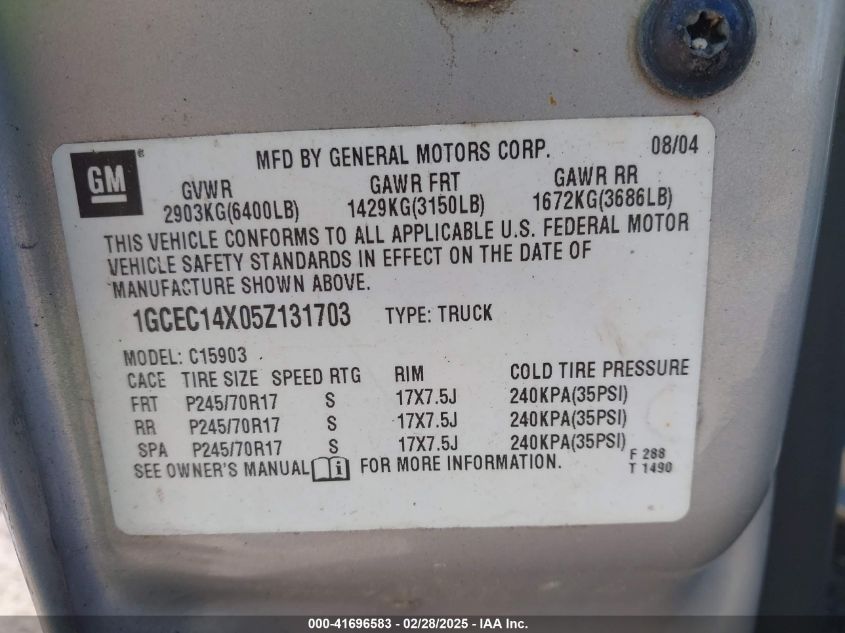 GM
MFD BY GENERAL MOTORS CORP.
08/04
GVWR GAWR FRT GAWR RR
2903KG(6400LB) 1429KG(3150LB) 1672KG(3686LB)
THIS VEHICLE CONFORMS TO ALL APPLICABLE U.S. FEDERAL MOTOR
VEHICLE SAFETY STANDARDS IN EFFECT ON THE DATE OF
MANUFACTURE SHOWN ABOVE.
1GCEC14X05Z131703 TYPE: TRUCK
MODEL: C15903
CACE TIRE SIZE SPEED RTG RIM COLD TIRE PRESSURE
FRT P245/70R17 S 17X7.5J 240KPA(35PSI)
RR P245/70R17 S 17X7.5J 240KPA(35PSI)
SPA P245/70R17 S 17X7.5J 240KPA(35PSI)
SEE OWNER'S MANUAL FOR MORE INFORMATION.
F 288
T 1490
000-41696583 / 02/28/2025 - IAA Inc.